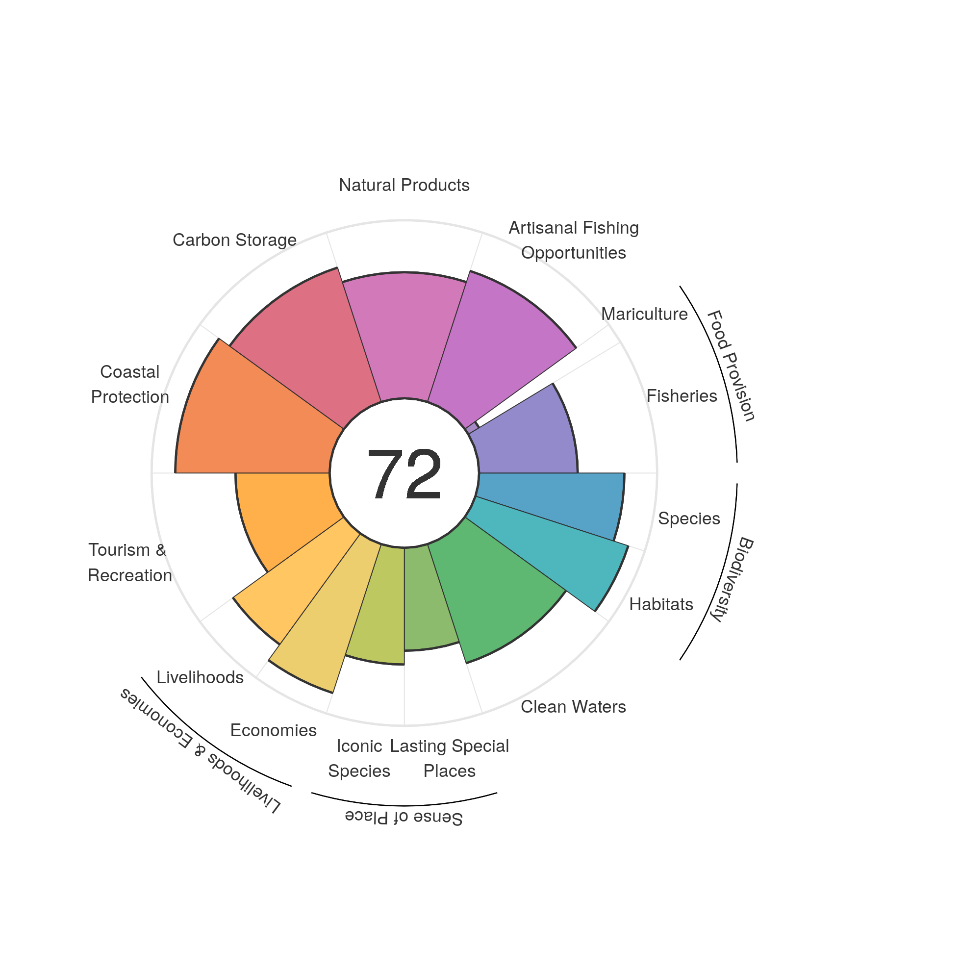 Natural Products
Artisanal Fishing
Opportunities
Carbon Storage
Mariculture
Food Provision
Coastal
Protection
Fisheries
72
Species
Biodiversity
Tourism &
Recreation
Habitats
Livelihoods
Livelihoods & Economies
Clean Waters
Economies
Iconic
Species
Lasting Special
Places
Sense of Place